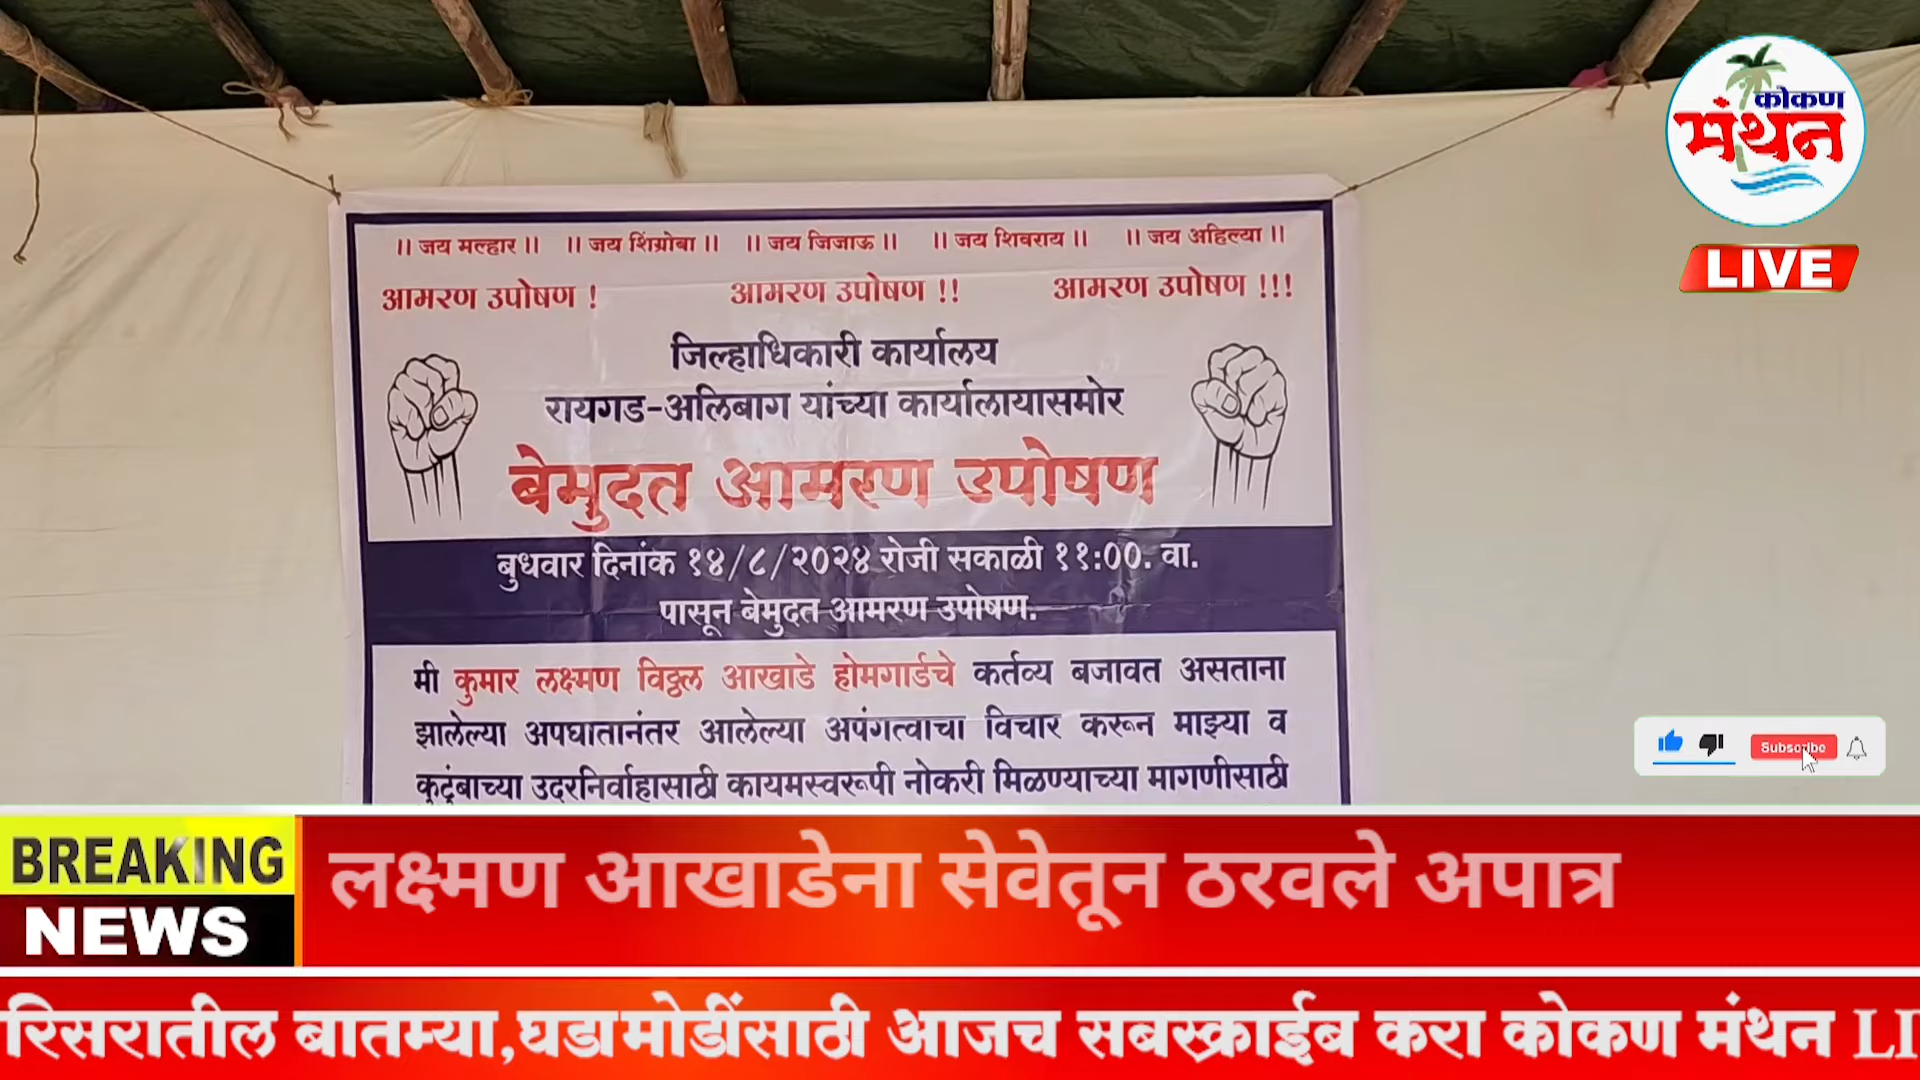 कोकण
मंथन
LIVE
।। जय मल्हार ।। ।। जय शिंग्रोबा ।। ।। जय जिजाऊ ।। ।। जय शिवराय ।। ।। जय अहिल्या ।।
आमरण उपोषण ! आमरण उपोषण !! आमरण उपोषण !!!
जिल्हाधिकारी कार्यालय
रायगड-अलिबाग यांच्या कार्यालायासमोर
बेमुदत आमरण उपोषण
बुधवार दिनांक १४/८/२०२४ रोजी सकाळी ११:००. वा.
पासून बेमुदत आमरण उपोषण.
मी कुमार लक्ष्मण विठ्ठल आखाडे होमगार्डचे कर्तव्य बजावत असताना
झालेल्या अपघातानंतर आलेल्या अपंगत्वाचा विचार करून माझ्या व
कुटुंबाच्या उदरनिर्वाहासाठी कायमस्वरूपी नोकरी मिळण्याच्या मागणीसाठी
Subscribe
BREAKING
NEWS
लक्ष्मण आखाडेना सेवेतून ठरवले अपात्र
रिसरातील बातम्या,घडामोडींसाठी आजच सबस्क्राईब करा कोकण मंथन LI